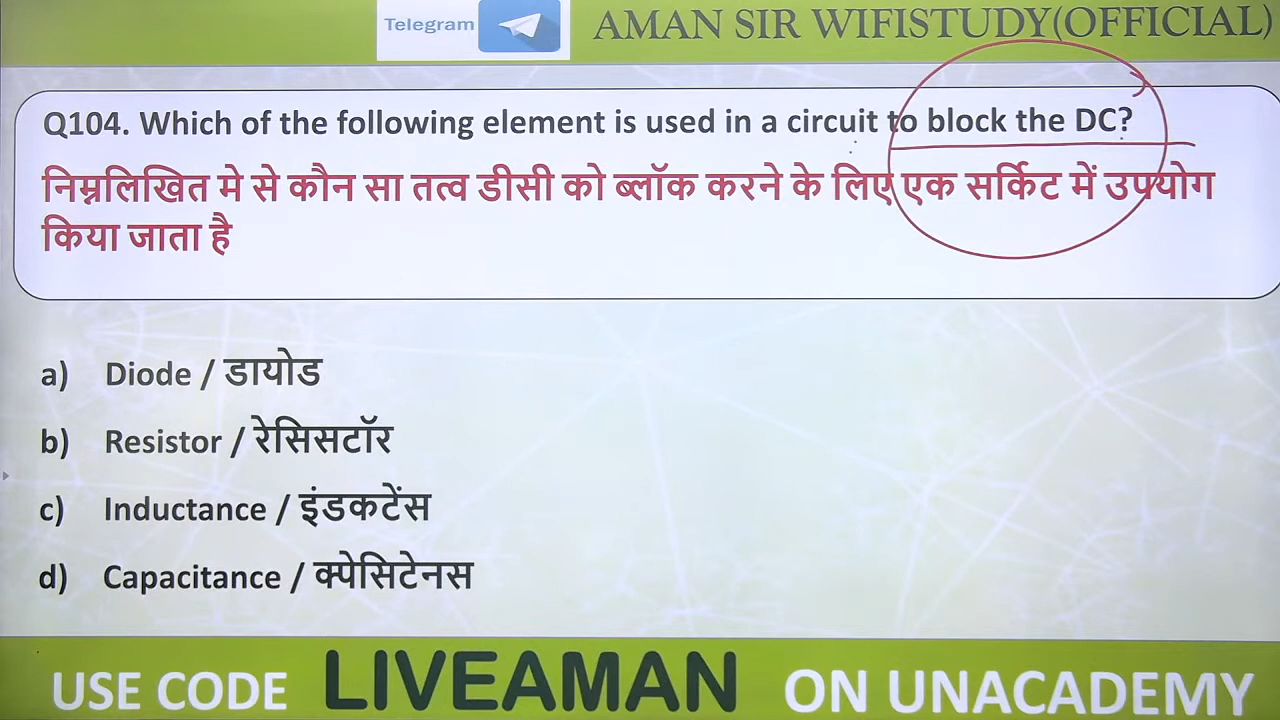 Telegram
AMAN SIR WIFISTUDY(OFFICIAL)
Q104. Which of the following element is used in a circuit to block the DC?
निम्नलिखित मे से कौन सा तत्व डीसी को ब्लॉक करने के लिए एक सर्किट में उपयोग
किया जाता है
a) Diode / डायोड
b) Resistor / रेसिसटॉर
c) Inductance / इंडकटेंस
d) Capacitance / क्पेसिटेनस
USE CODE LIVEAMAN ON UNACADEMY